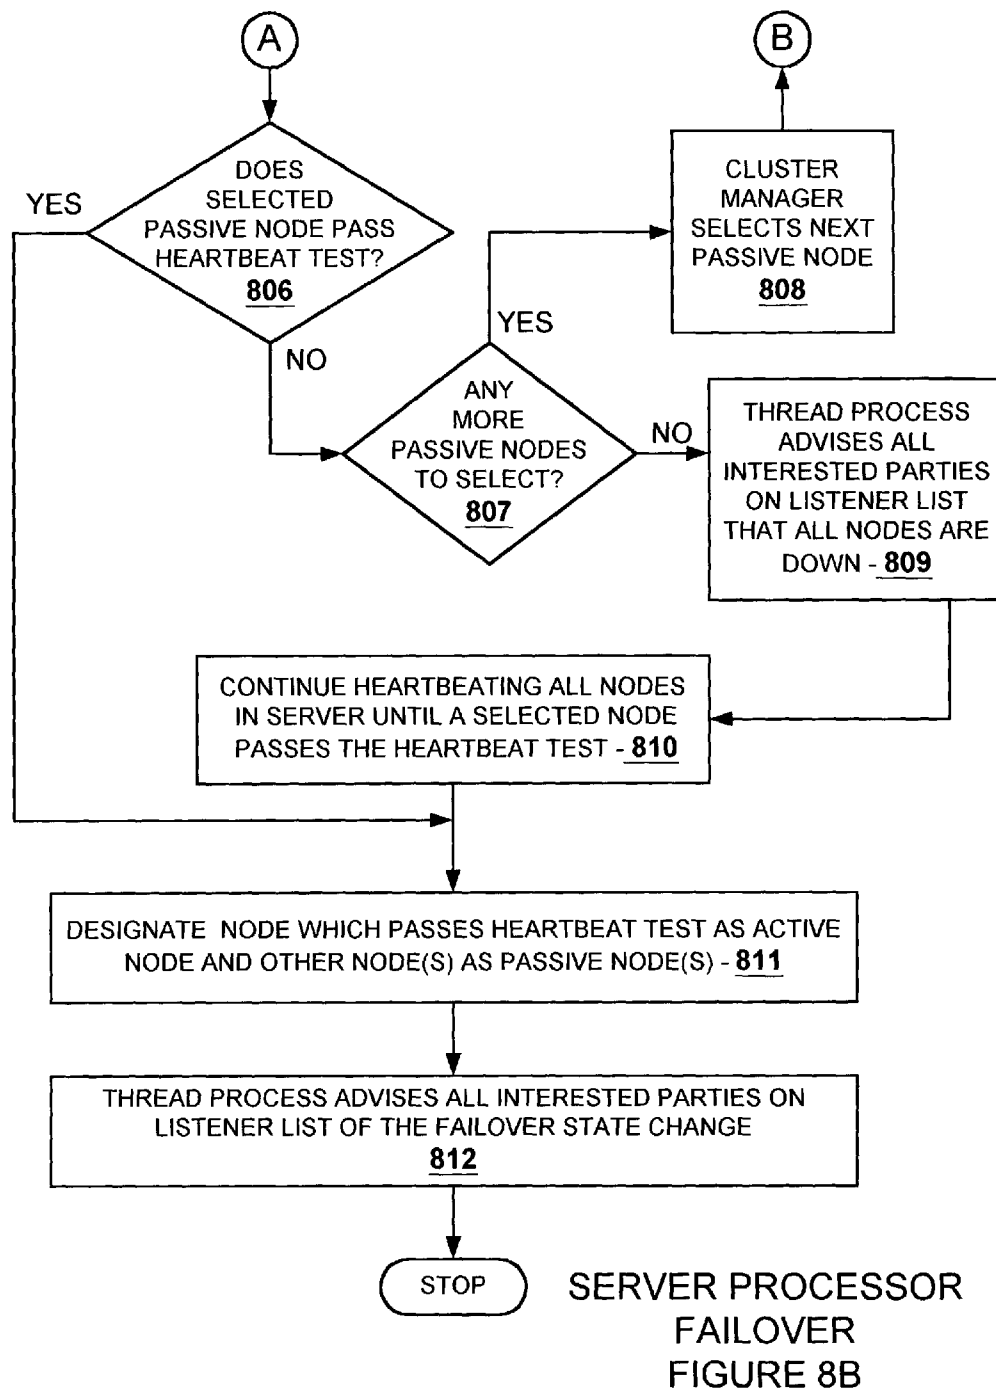 A
B
DOES
SELECTED
PASSIVE NODE PASS
HEARTBEAT TEST?
806
YES
NO
CLUSTER
MANAGER
SELECTS NEXT
PASSIVE NODE
808
YES
ANY
MORE
PASSIVE NODES
TO SELECT?
807
NO
THREAD PROCESS
ADVISES ALL
INTERESTED PARTIES
ON LISTENER LIST
THAT ALL NODES ARE
DOWN - 809
CONTINUE HEARTBEATING ALL NODES
IN SERVER UNTIL A SELECTED NODE
PASSES THE HEARTBEAT TEST - 810
DESIGNATE NODE WHICH PASSES HEARTBEAT TEST AS ACTIVE
NODE AND OTHER NODE(S) AS PASSIVE NODE(S) - 811
THREAD PROCESS ADVISES ALL INTERESTED PARTIES ON
LISTENER LIST OF THE FAILOVER STATE CHANGE
812
STOP
SERVER PROCESSOR
FAILOVER
FIGURE 8B